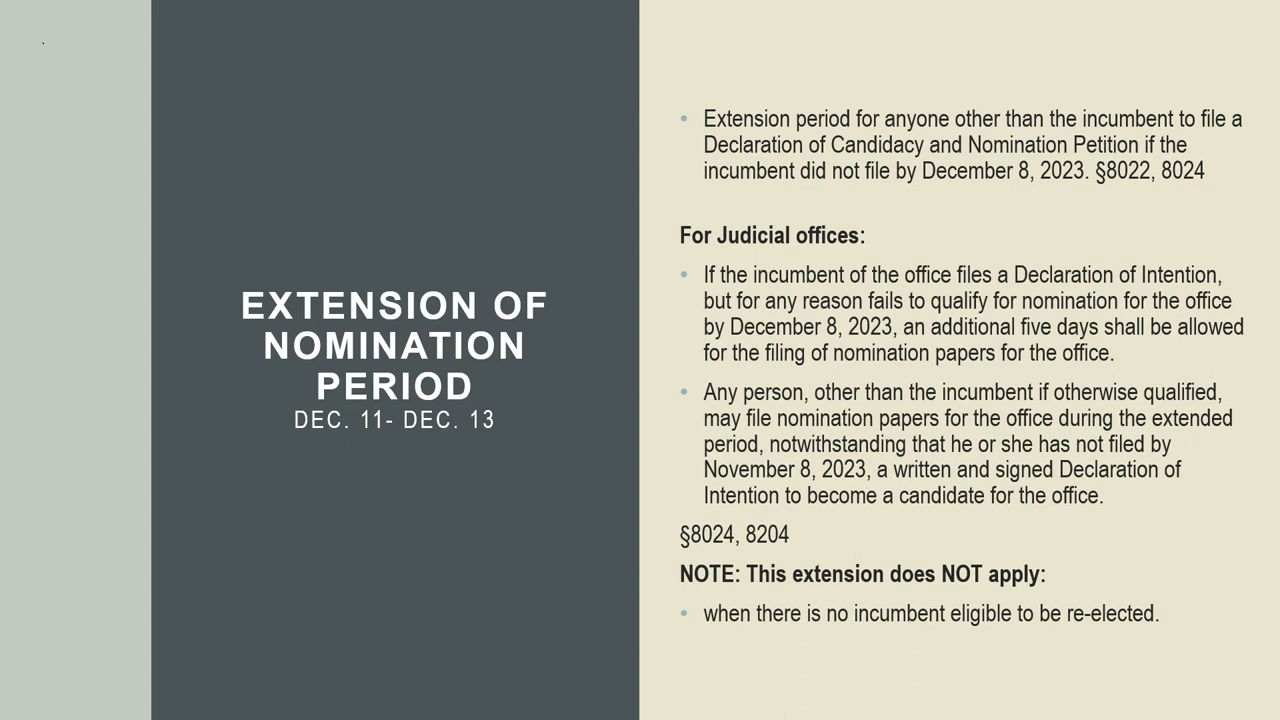 EXTENSION OF
NOMINATION
PERIOD
DEC. 11- DEC. 13
• Extension period for anyone other than the incumbent to file a
Declaration of Candidacy and Nomination Petition if the
incumbent did not file by December 8, 2023. §8022, 8024
For Judicial offices:
• If the incumbent of the office files a Declaration of Intention,
but for any reason fails to qualify for nomination for the office
by December 8, 2023, an additional five days shall be allowed
for the filing of nomination papers for the office.
• Any person, other than the incumbent if otherwise qualified,
may file nomination papers for the office during the extended
period, notwithstanding that he or she has not filed by
November 8, 2023, a written and signed Declaration of
Intention to become a candidate for the office.
§8024, 8204
NOTE: This extension does NOT apply:
• when there is no incumbent eligible to be re-elected.